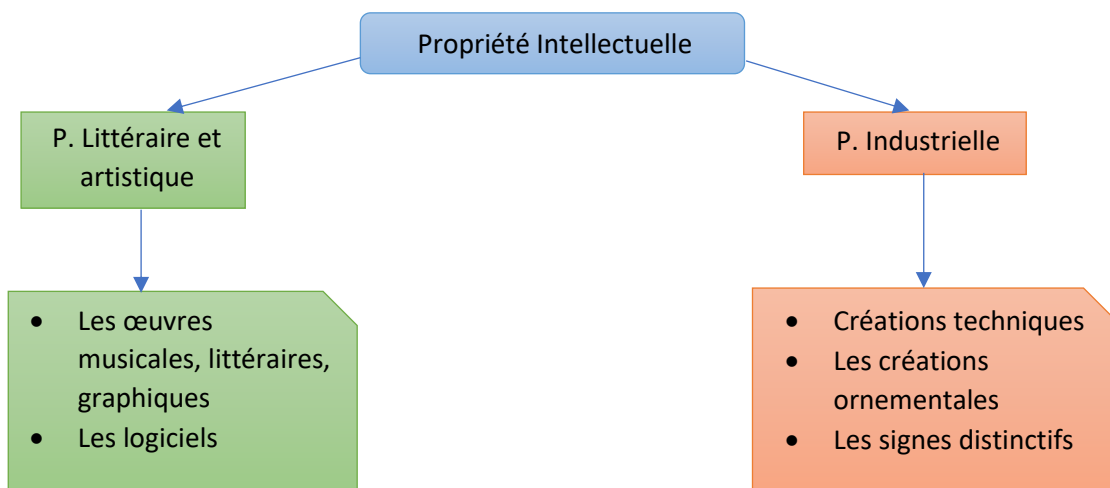 Propriété Intellectuelle
P. Littéraire et
artistique
P. Industrielle
• Les œuvres
musicales, littéraires,
graphiques
• Les logiciels
• Créations techniques
• Les créations
ornementales
• Les signes distinctifs